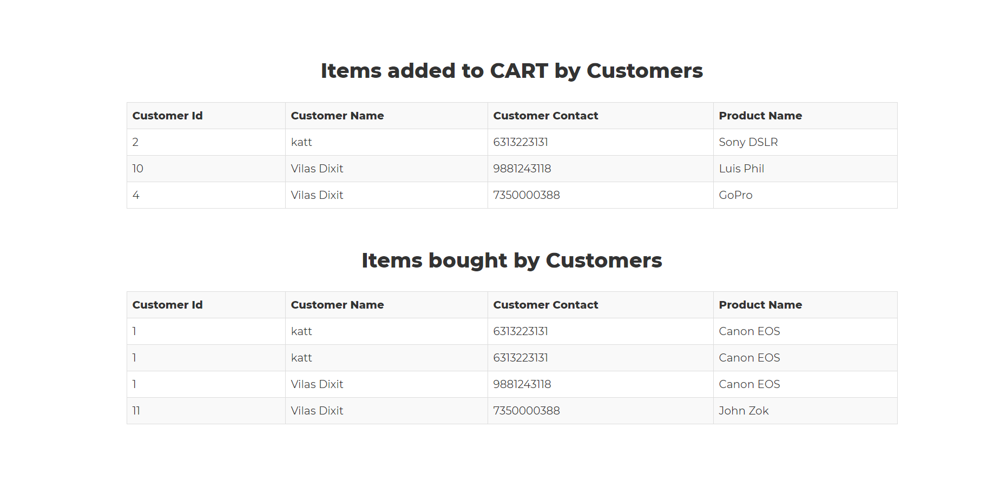 Items added to CART by Customers
Customer Id Customer Name Customer Contact Product Name
2 katt 6313223131 Sony DSLR
10 Vilas Dixit 9881243118 Luis Phil
4 Vilas Dixit 7350000388 GoPro
Items bought by Customers
Customer Id Customer Name Customer Contact Product Name
1 katt 6313223131 Canon EOS
1 katt 6313223131 Canon EOS
1 Vilas Dixit 9881243118 Canon EOS
11 Vilas Dixit 7350000388 John Zok